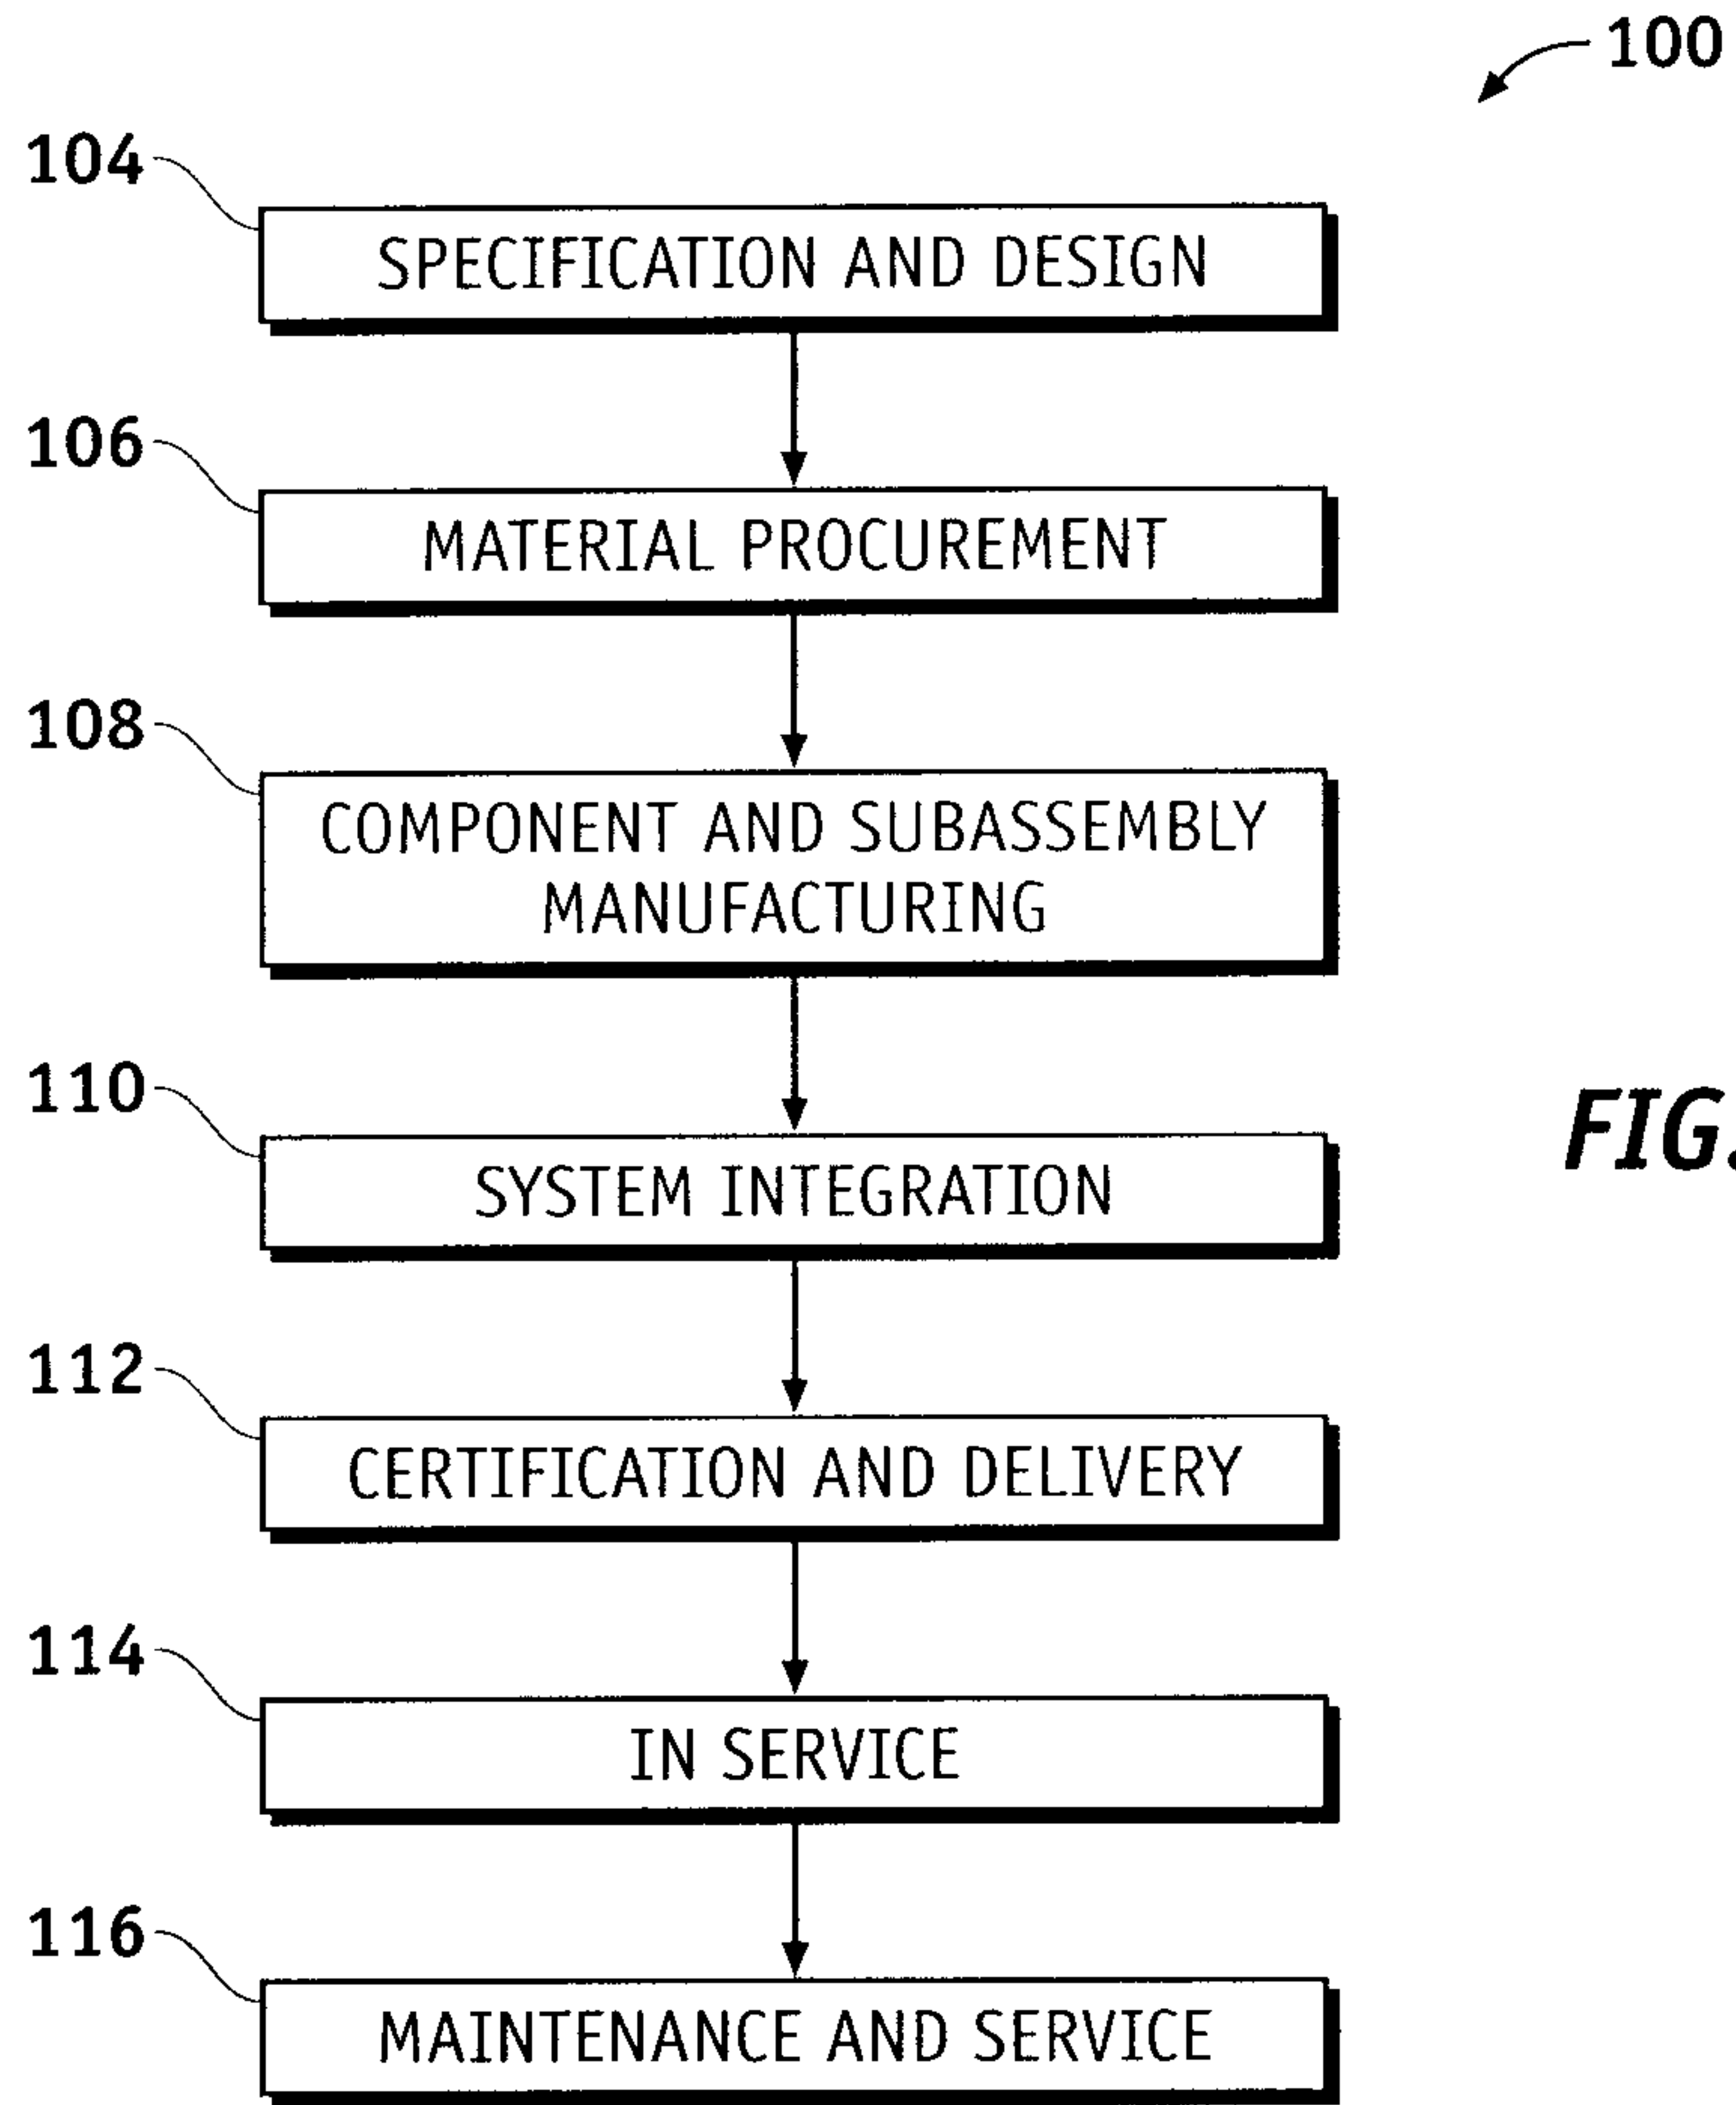 100
104
SPECIFICATION AND DESIGN
106
MATERIAL PROCUREMENT
108
COMPONENT AND SUBASSEMBLY
MANUFACTURING
110
SYSTEM INTEGRATION
FIG.
112
CERTIFICATION AND DELIVERY
114
IN SERVICE
116
MAINTENANCE AND SERVICE